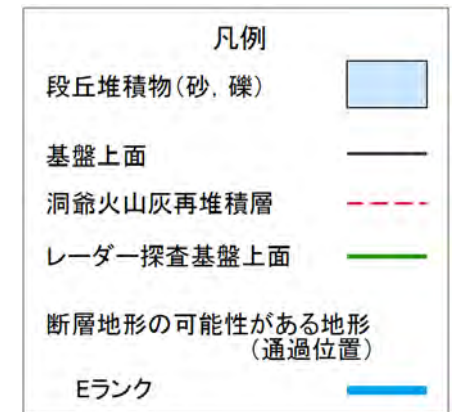 凡例
段丘堆積物(砂，礫)
基盤上面
洞爺火山灰再堆積層
レーダー探査基盤上面
断層地形の可能性がある地形
(通過位置)
Eランク